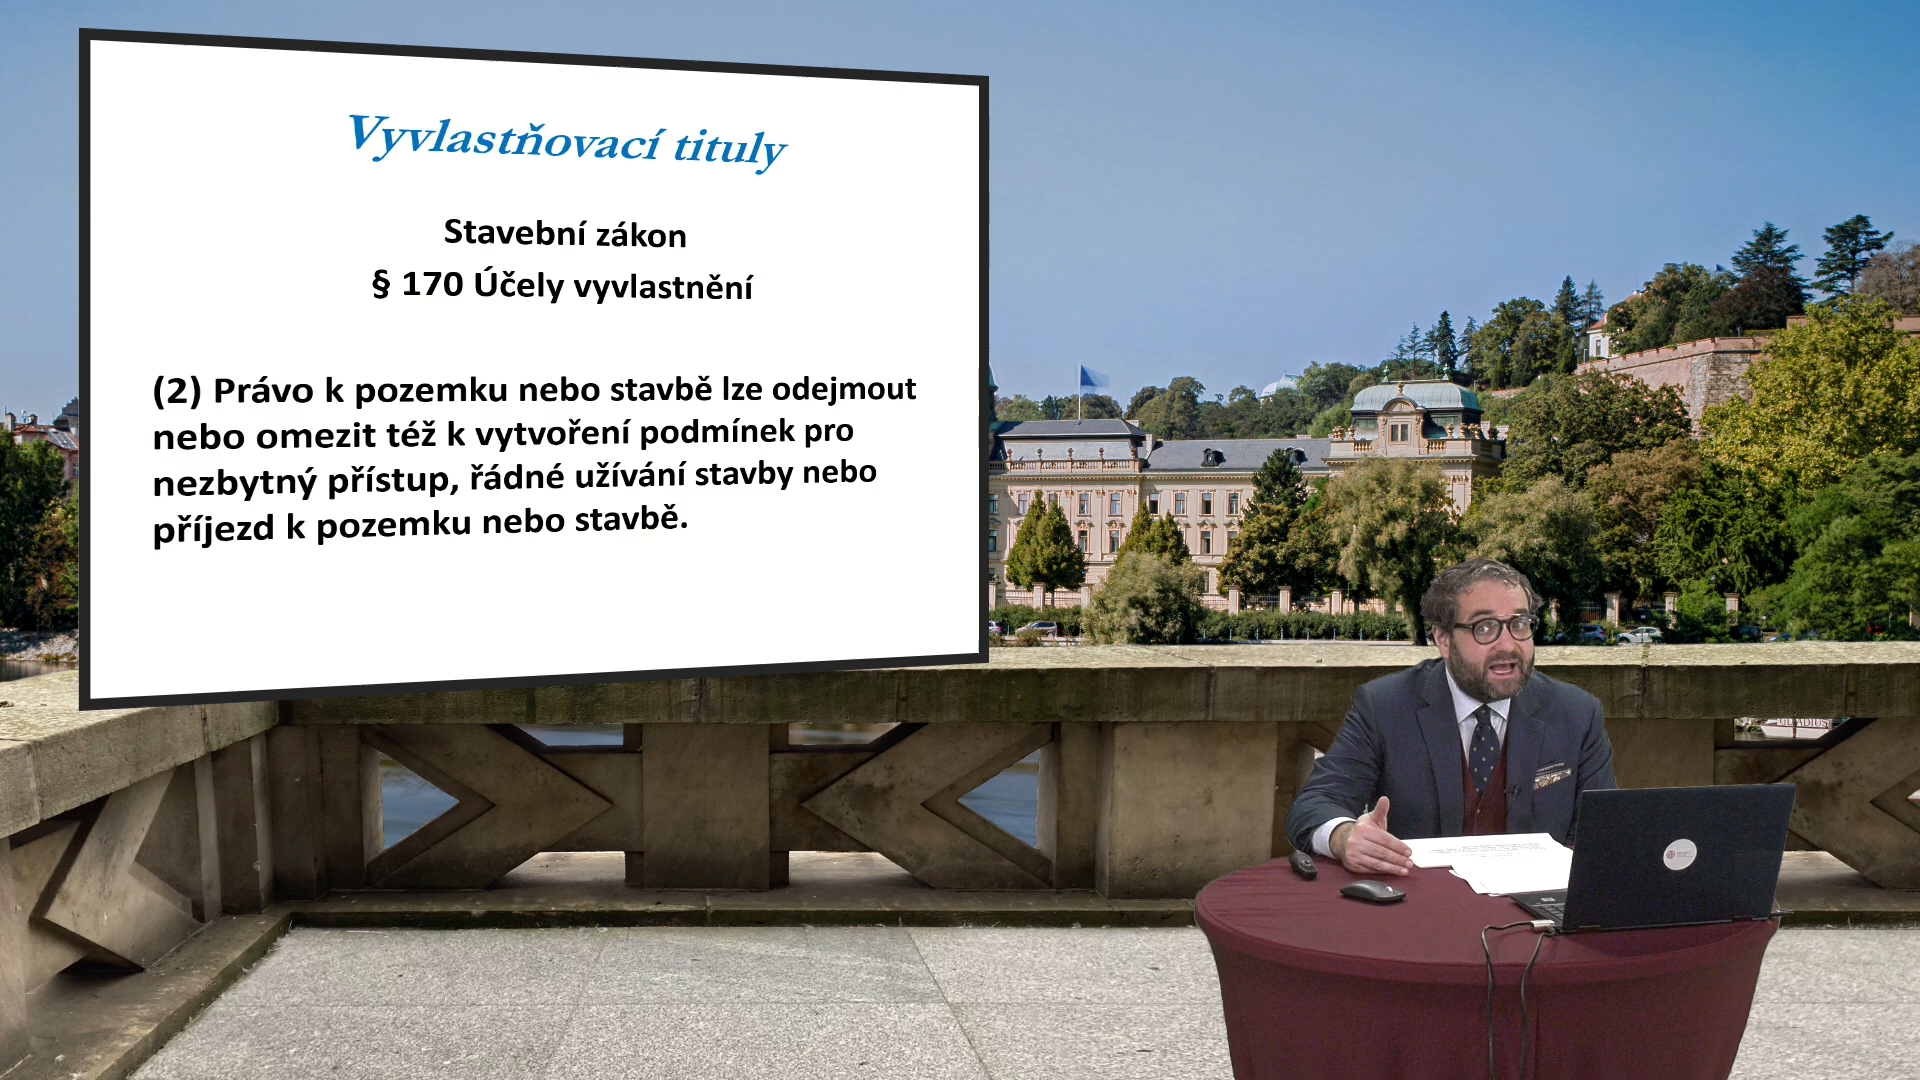 Vyvlastňovací tituly
Stavební zákon
§ 170 Účely vyvlastnění
(2) Právo k pozemku nebo stavbě lze odejmout
nebo omezit též k vytvoření podmínek pro
nezbytný přístup, řádné užívání stavby nebo
příjezd k pozemku nebo stavbě.
GLADIUS